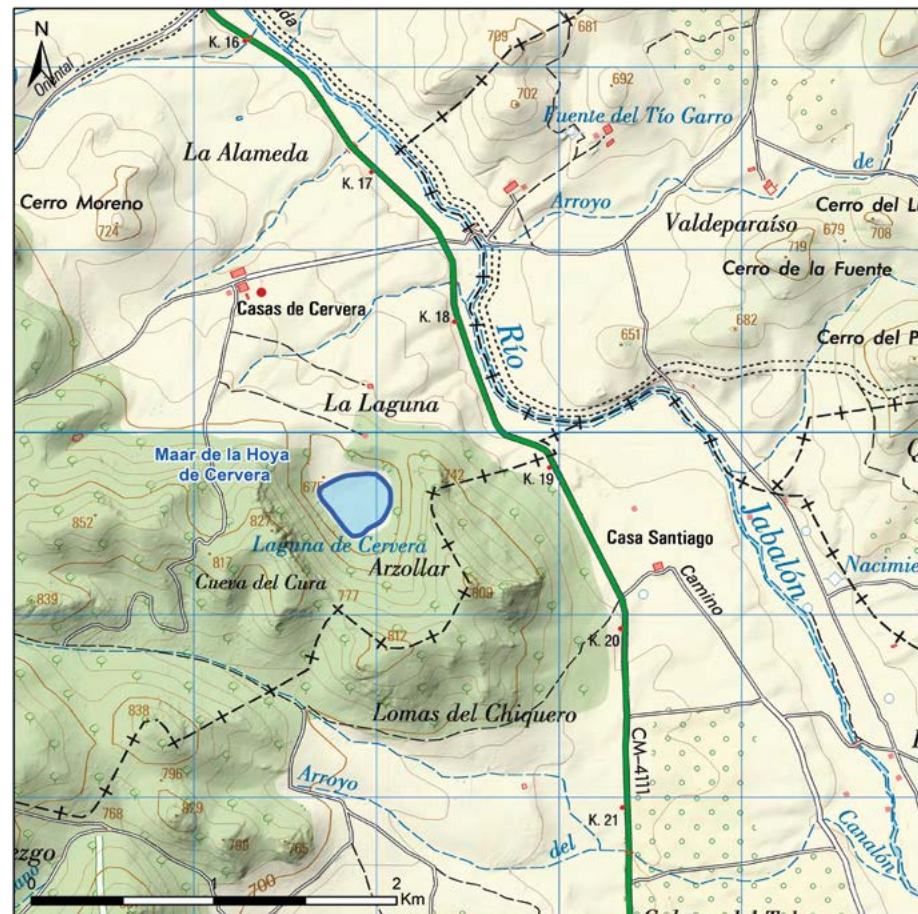 N
Oriental
K. 16
709
681
692
702
Fuente del Tío Garro
La Alameda
K. 17
de
Arroyo
Cerro Moreno
724
Valdeparaíso
Cerro del L
679
708
719
Cerro de la Fuente
Casas de Cervera
K. 18
Río
651
682
Cerro del P
La Laguna
Maar de la Hoya
de Cervera
675
742
K. 19
852
827
Laguna de Cervera
Casa Santiago
Jabalón
817
Arzollar
Cueva del Cura
Nacimie
839
777
809
Camino
812
K. 20
Lomas del Chiquero
838
CM-4111
796
Arroyo
768
829
K. 21
del
Canalón
ezgo
780
765
700
0
1
2
Km